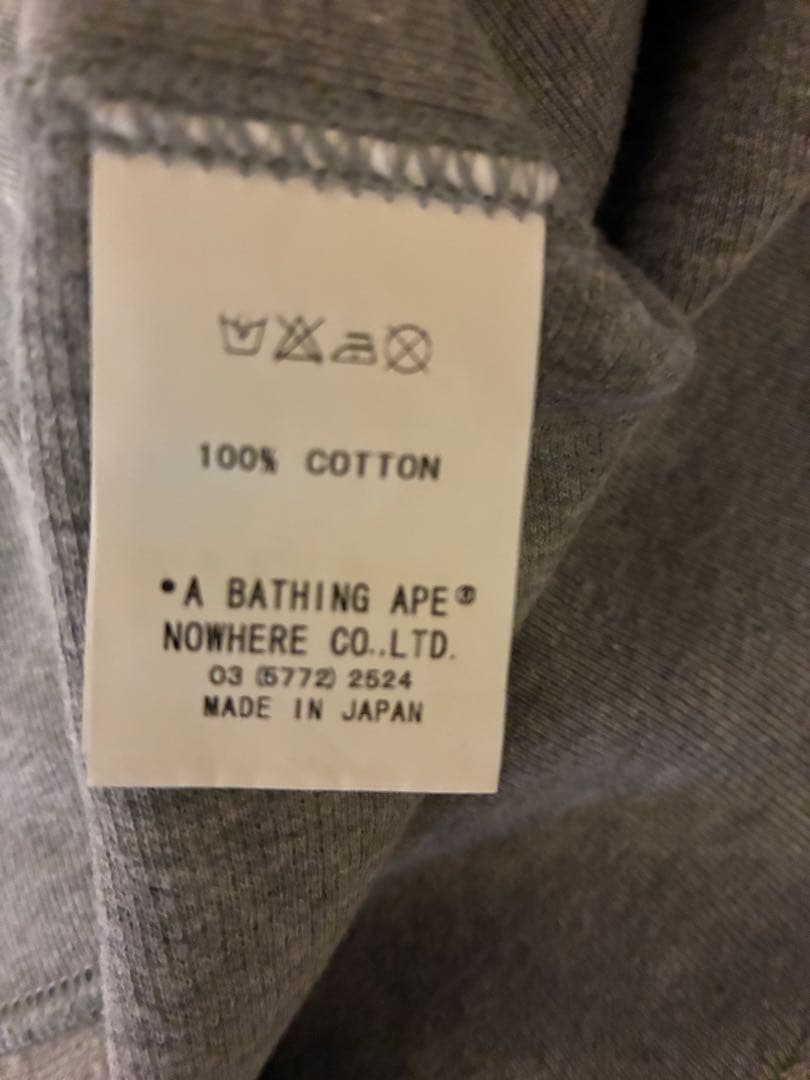 100% COTTON
•A BATHING APE®
NOWHERE CO.,LTD.
03 (5772) 2524
MADE IN JAPAN